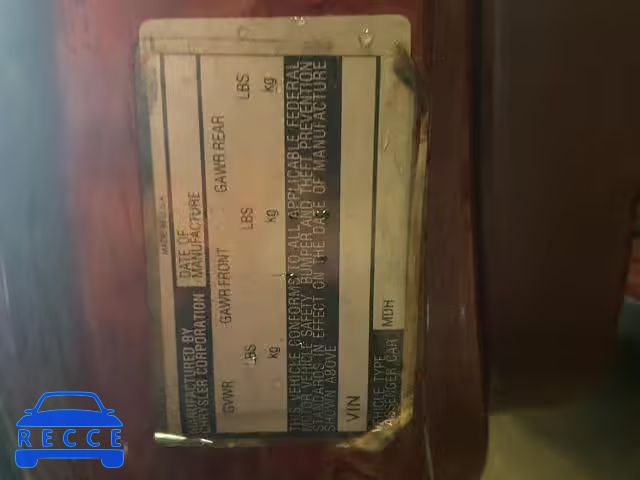 MADE IN U.S.A.
MANUFACTURED BY
CHRYSLER CORPORATION
DATE OF
MANUFACTURE
GVWR
LBS
kg
GAWR FRONT
LBS
kg
GAWR REAR
LBS
kg
THIS VEHICLE CONFORMS TO ALL APPLICABLE FEDERAL
MOTOR VEHICLE SAFETY, BUMPER AND THEFT PREVENTION
STANDARDS IN EFFECT ON THE DATE OF MANUFACTURE
SHOWN ABOVE
VIN
VEHICLE TYPE
PASSENGER CAR
MDH
RECCE